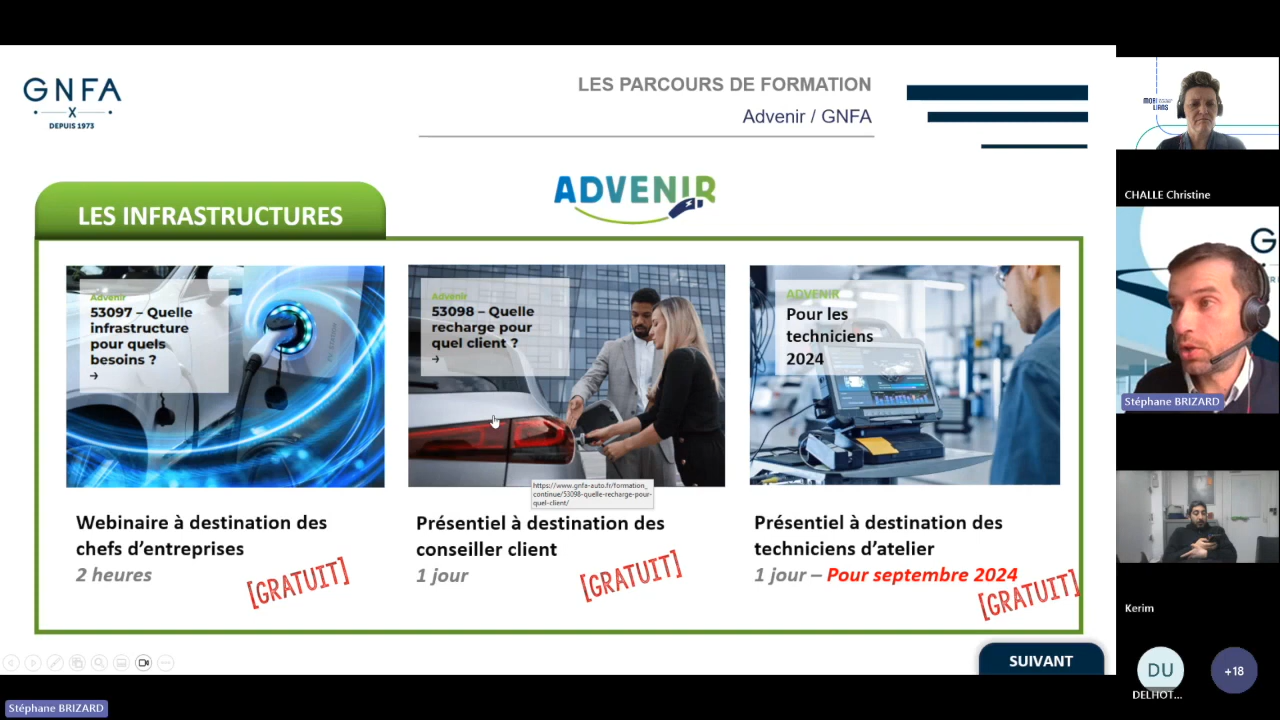 GNFA
X
DEPUIS 1973
LES PARCOURS DE FORMATION
Advenir / GNFA
ADVENIR
LES INFRASTRUCTURES
Advenir
53097 – Quelle
infrastructure
pour quels
besoins ?
→
Advenir
53098 – Quelle
recharge pour
quel client ?
→
ADVENIR
Pour les
techniciens
2024
https://www.gnfa-auto.fr/formation_
continue/53098-quelle-recharge-pour-
quel-client/
Webinaire à destination des
chefs d’entreprises
2 heures
[GRATUIT]
Présentiel à destination des
conseiller client
1 jour
[GRATUIT]
Présentiel à destination des
techniciens d’atelier
1 jour – Pour septembre 2024
[GRATUIT]
SUIVANT
Stéphane BRIZARD
MOBI
LIANS
CHALLE Christine
G
Stéphane BRIZARD
Kerim
DU
+18
DELHOT...